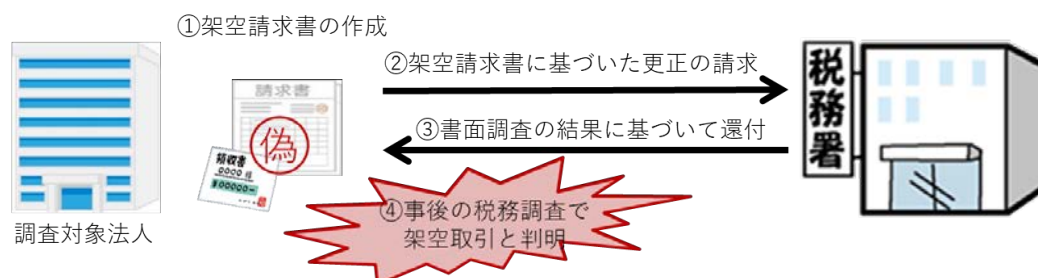 ①架空請求書の作成
②架空請求書に基づいた更正の請求
税務署
請求書
③書面調査の結果に基づいて還付
偽
領収書
0000 様
¥00000-
④事後の税務調査で
架空取引と判明
調査対象法人